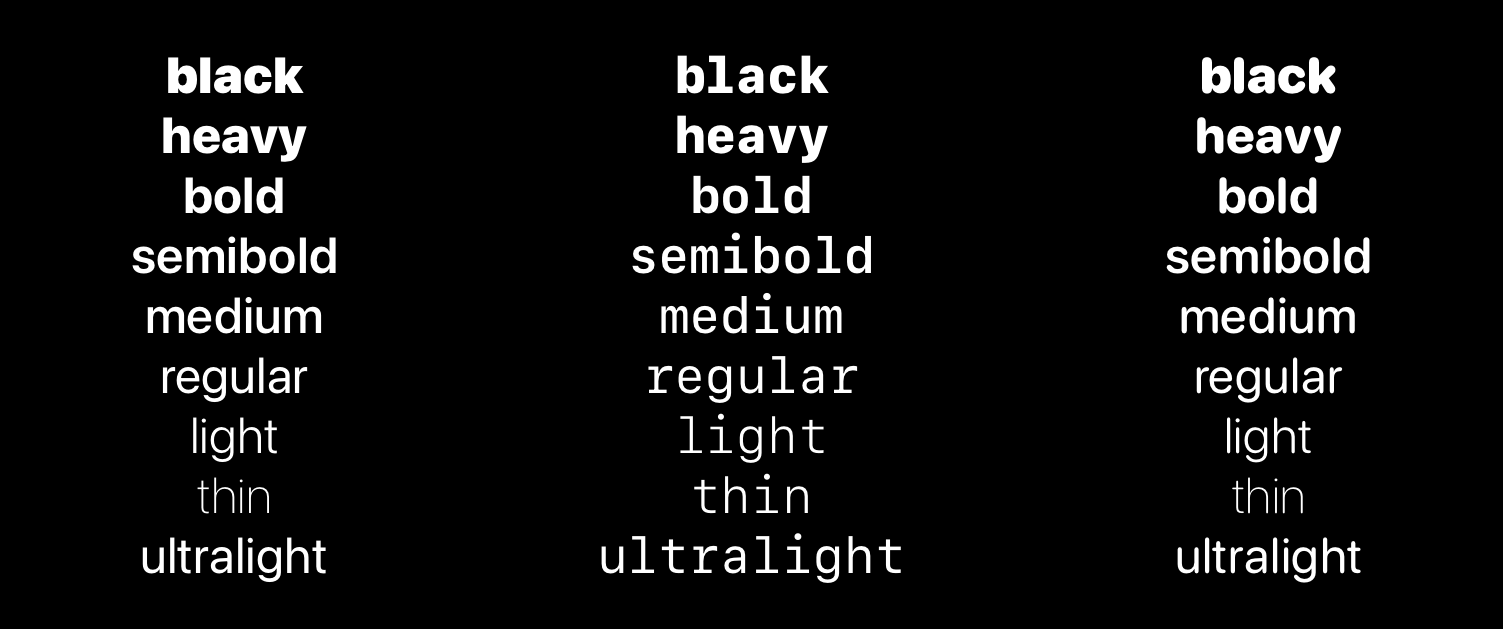 black black black
heavy heavy heavy
bold bold bold
semibold semibold semibold
medium medium medium
regular regular regular
light light light
thin thin thin
ultralight ultralight ultralight